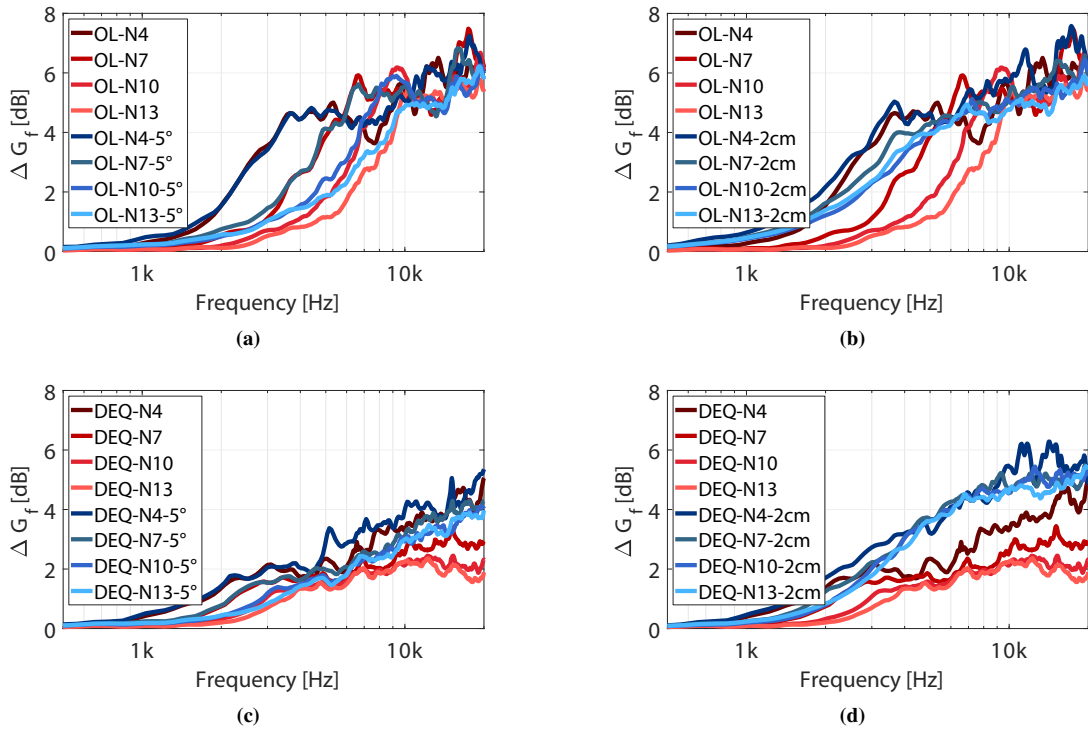 8
6
4
2
0
Δ G f [dB]
OL-N4
OL-N7
OL-N10
OL-N13
OL-N4-5°
OL-N7-5°
OL-N10-5°
OL-N13-5°
1k
10k
Frequency [Hz]
(a)
8
6
4
2
0
Δ G f [dB]
OL-N4
OL-N7
OL-N10
OL-N13
OL-N4-2cm
OL-N7-2cm
OL-N10-2cm
OL-N13-2cm
1k
10k
Frequency [Hz]
(b)
8
6
4
2
0
Δ G f [dB]
DEQ-N4
DEQ-N7
DEQ-N10
DEQ-N13
DEQ-N4-5°
DEQ-N7-5°
DEQ-N10-5°
DEQ-N13-5°
1k
10k
Frequency [Hz]
(c)
8
6
4
2
0
Δ G f [dB]
DEQ-N4
DEQ-N7
DEQ-N10
DEQ-N13
DEQ-N4-2cm
DEQ-N7-2cm
DEQ-N10-2cm
DEQ-N13-2cm
1k
10k
Frequency [Hz]
(d)